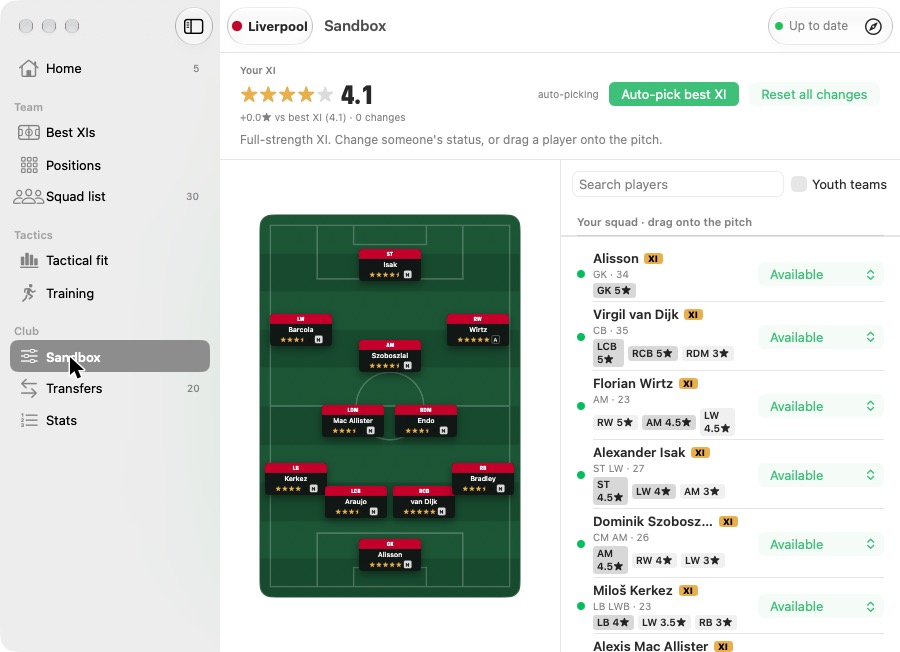 Liverpool
Sandbox
Up to date
Home
5
Team
Best XIs
Positions
Squad list
30
Tactics
Tactical fit
Training
Club
Sandbox
Transfers
20
Stats
Your XI
4.1
+0.0★ vs best XI (4.1) · 0 changes
auto-picking
Auto-pick best XI
Reset all changes
Full-strength XI. Change someone's status, or drag a player onto the pitch.
ST
Isak
N
LW
Barcola
N
RW
Wirtz
A
AM
Szoboszlai
N
LDM
Mac Allister
N
RDM
Endo
N
LB
Kerkez
N
RB
Bradley
N
LCB
Araujo
N
RCB
van Dijk
N
GK
Alisson
N
Search players
Youth teams
Your squad · drag onto the pitch
Alisson XI
GK · 34
GK 5★
Available
Virgil van Dijk XI
CB · 35
LCB 5★
RCB 5★
RDM 3★
Available
Florian Wirtz XI
AM · 23
RW 5★
AM 4.5★
LW 4.5★
Available
Alexander Isak XI
ST LW · 27
ST 4.5★
LW 4★
AM 3★
Available
Dominik Szobosz... XI
CM AM · 26
AM 4.5★
RW 4★
LW 3★
Available
Miloš Kerkez XI
LB LWB · 23
LB 4★
LW 3.5★
RB 3★
Available
Alexis Mac Allister XI